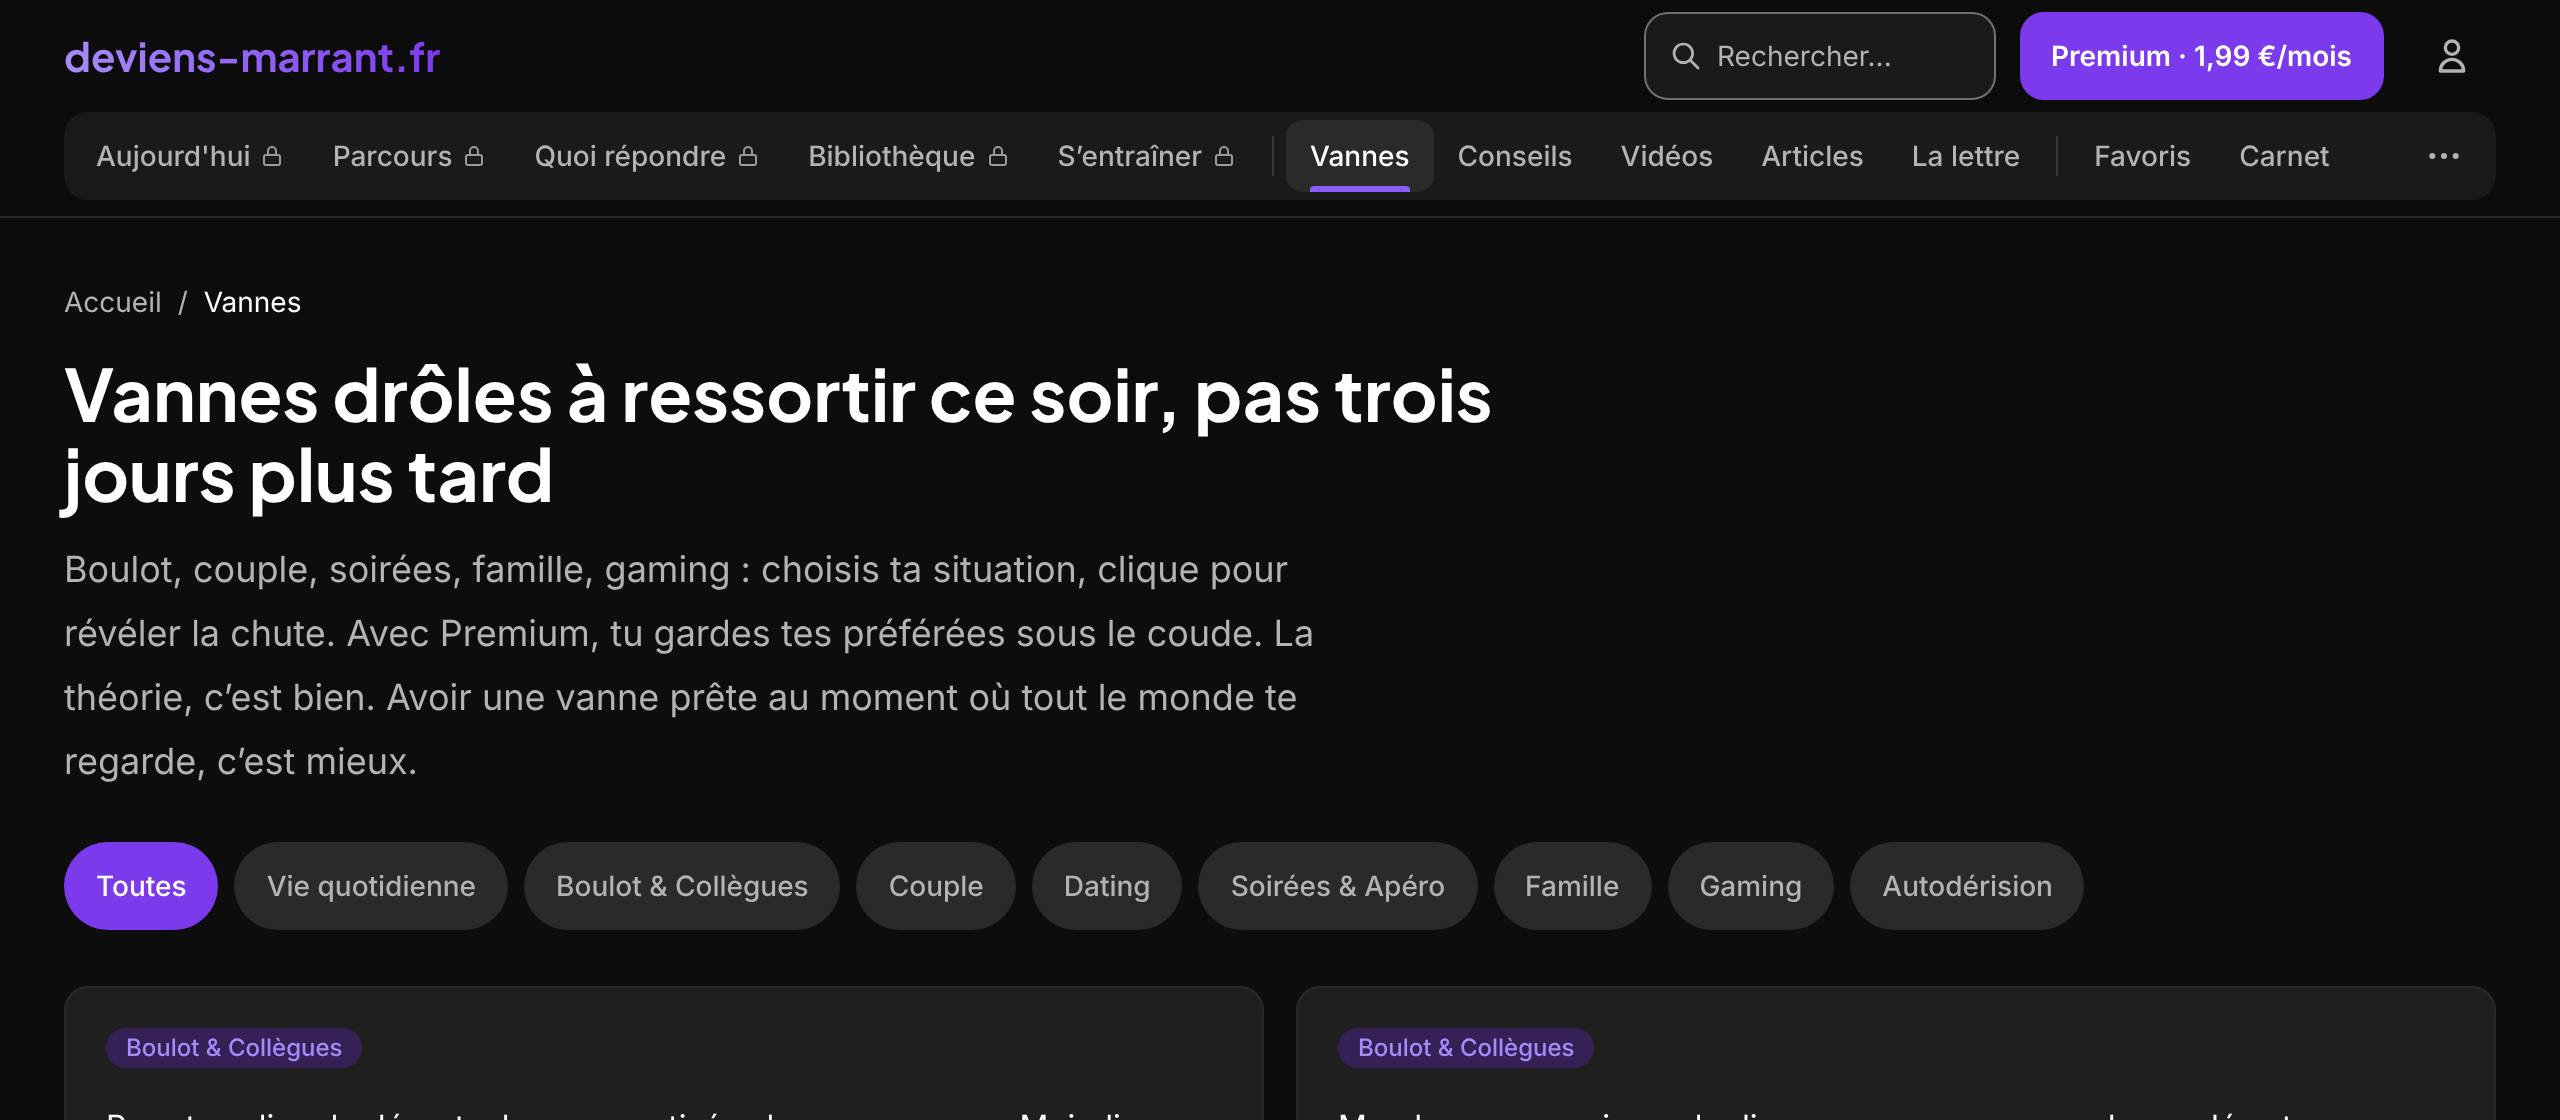 deviens-marrant.fr
Rechercher...
Premium · 1,99 €/mois
Aujourd'hui
Parcours
Quoi répondre
Bibliothèque
S’entraîner
Vannes
Conseils
Vidéos
Articles
La lettre
Favoris
Carnet
Accueil / Vannes
Vannes drôles à ressortir ce soir, pas trois
jours plus tard
Boulot, couple, soirées, famille, gaming : choisis ta situation, clique pour
révéler la chute. Avec Premium, tu gardes tes préférées sous le coude. La
théorie, c’est bien. Avoir une vanne prête au moment où tout le monde te
regarde, c’est mieux.
Toutes
Vie quotidienne
Boulot & Collègues
Couple
Dating
Soirées & Apéro
Famille
Gaming
Autodérision
Boulot & Collègues
Boulot & Collègues